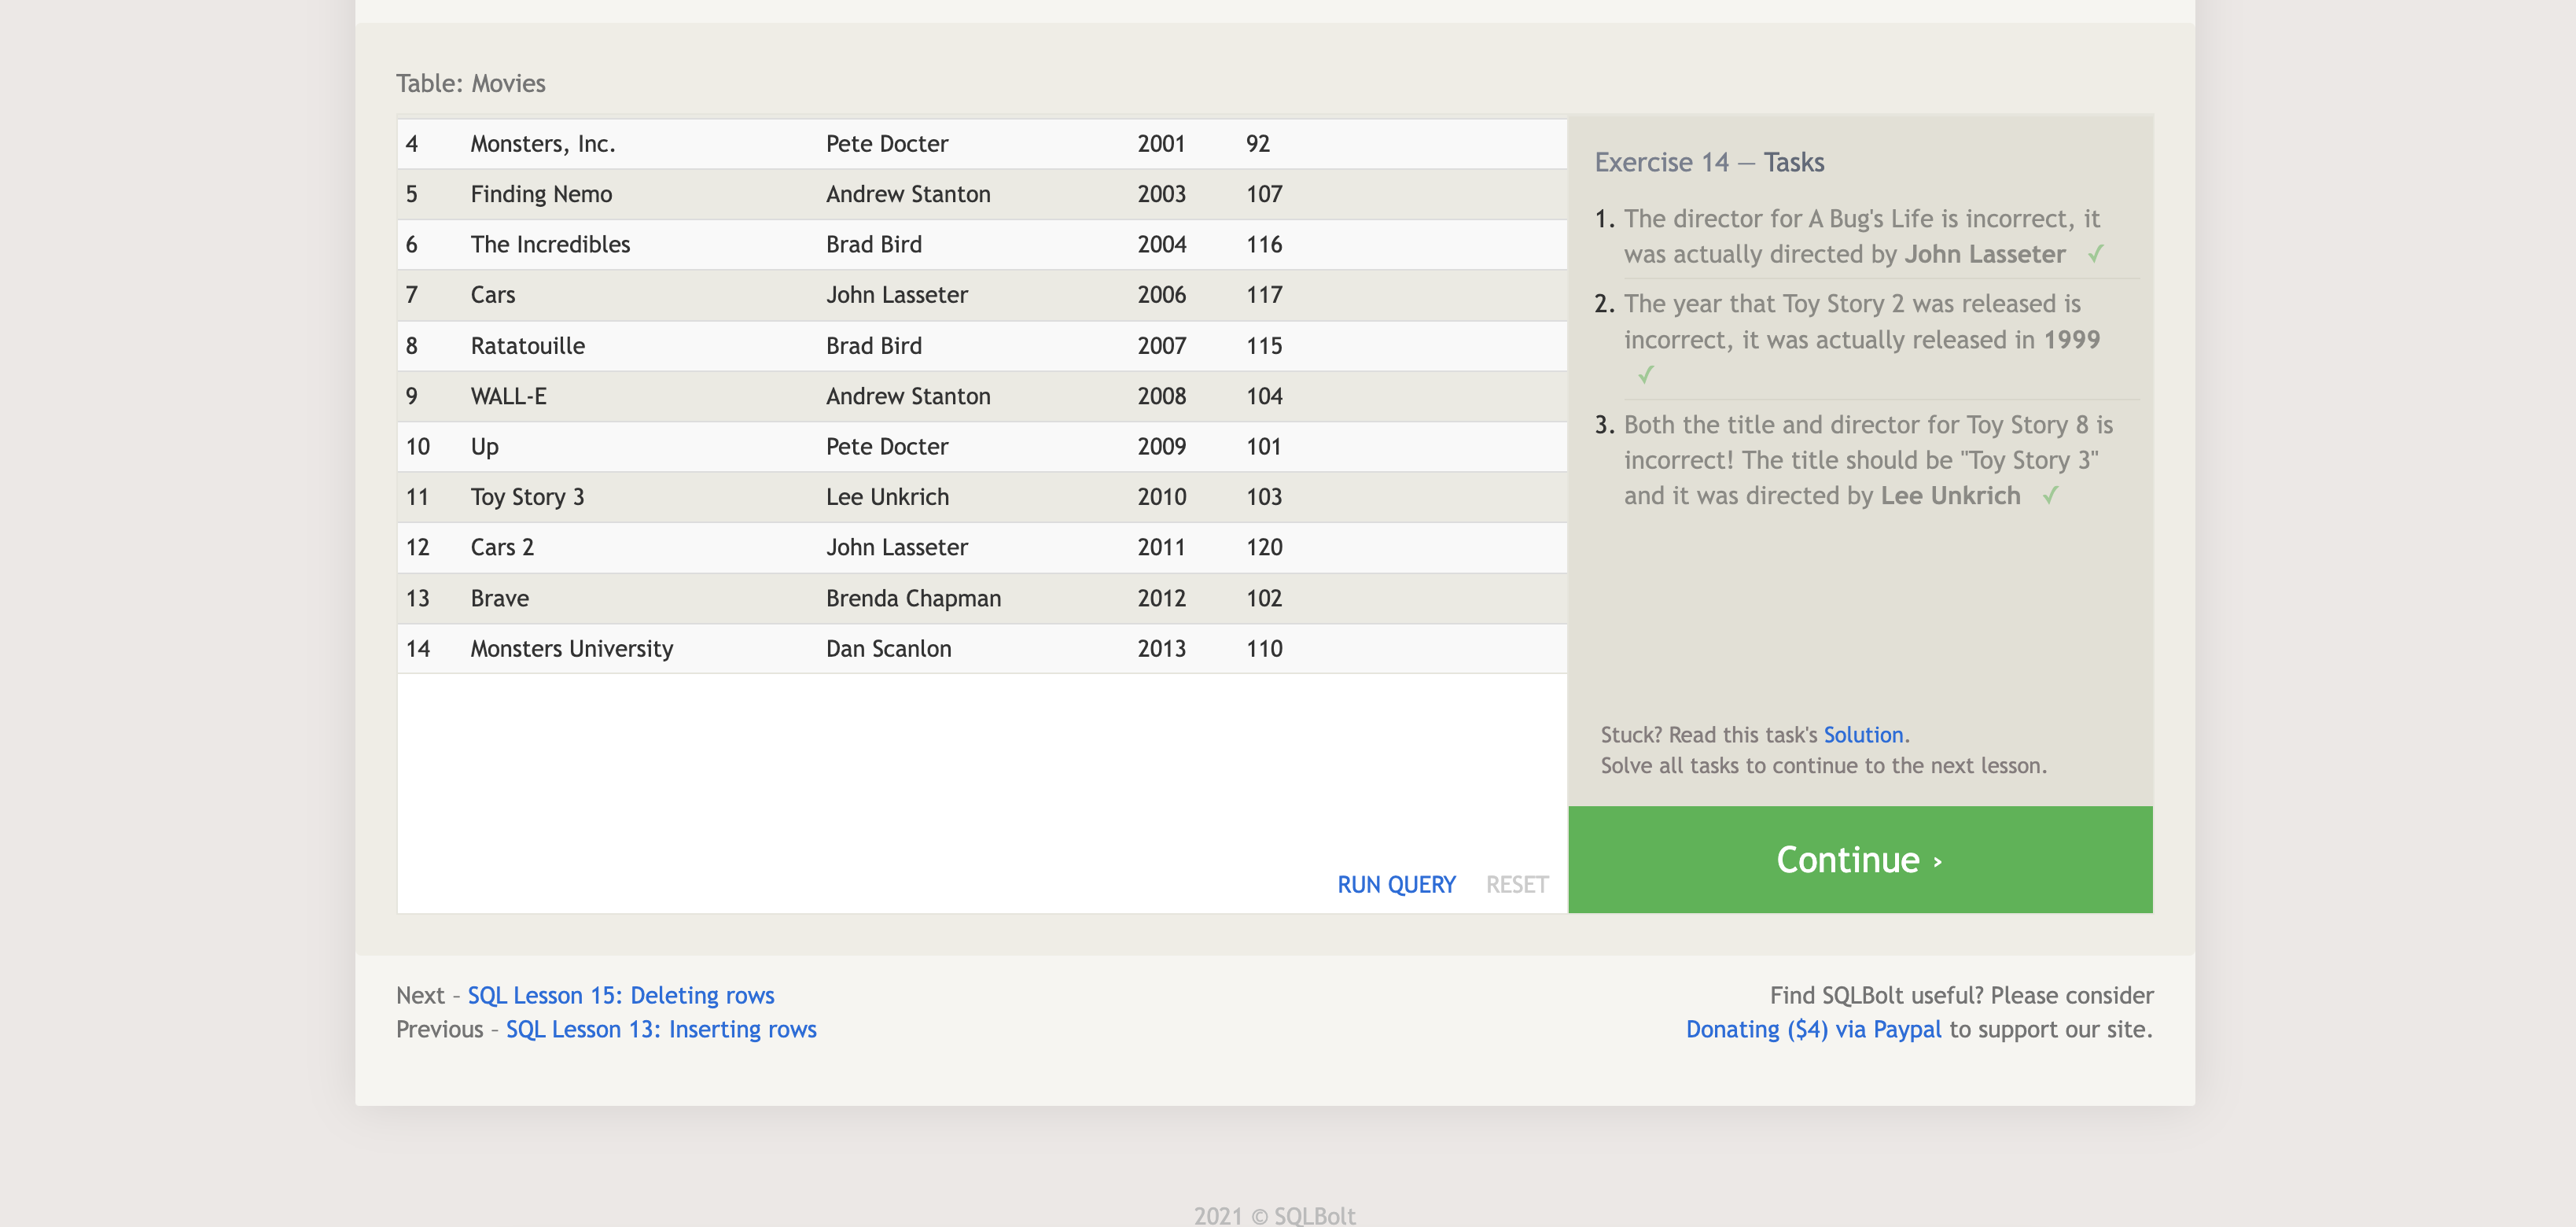 Table: Movies
4 Monsters, Inc. Pete Docter 2001 92
5 Finding Nemo Andrew Stanton 2003 107
6 The Incredibles Brad Bird 2004 116
7 Cars John Lasseter 2006 117
8 Ratatouille Brad Bird 2007 115
9 WALL-E Andrew Stanton 2008 104
10 Up Pete Docter 2009 101
11 Toy Story 3 Lee Unkrich 2010 103
12 Cars 2 John Lasseter 2011 120
13 Brave Brenda Chapman 2012 102
14 Monsters University Dan Scanlon 2013 110
RUN QUERY RESET
Exercise 14 — Tasks
1. The director for A Bug's Life is incorrect, it
was actually directed by John Lasseter ✓
2. The year that Toy Story 2 was released is
incorrect, it was actually released in 1999
✓
3. Both the title and director for Toy Story 8 is
incorrect! The title should be "Toy Story 3"
and it was directed by Lee Unkrich ✓
Stuck? Read this task's Solution.
Solve all tasks to continue to the next lesson.
Continue ›
Next – SQL Lesson 15: Deleting rows
Previous – SQL Lesson 13: Inserting rows
Find SQLBolt useful? Please consider
Donating ($4) via Paypal to support our site.
2021 © SQLBolt